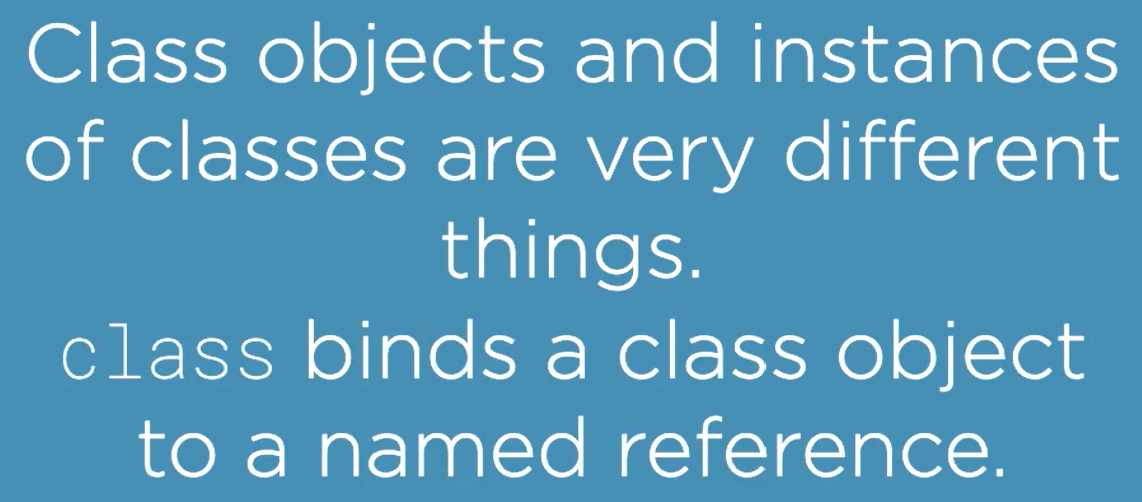 Class objects and instances
of classes are very different
things.
class binds a class object
to a named reference.